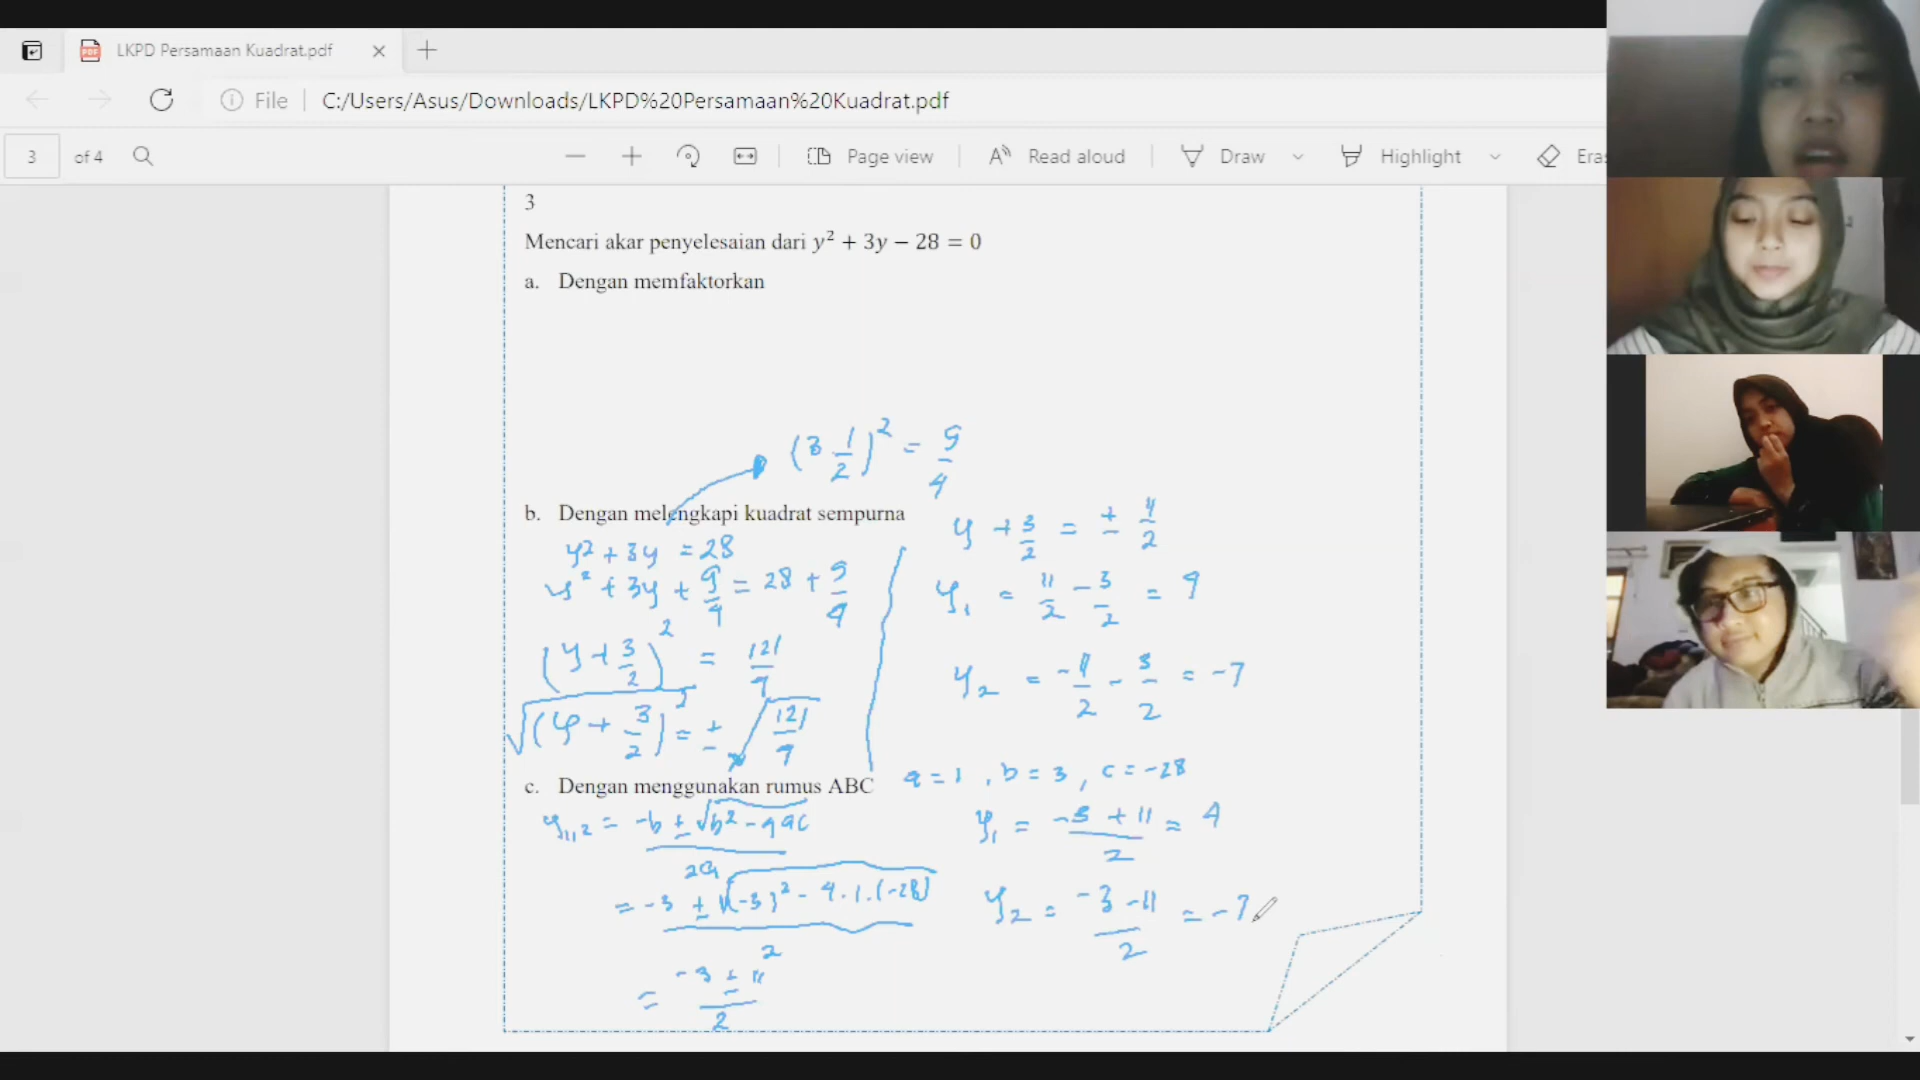 LKPD Persamaan Kuadrat.pdf
File
C:/Users/Asus/Downloads/LKPD%20Persamaan%20Kuadrat.pdf
3 of 4
Page view
Read aloud
Draw
Highlight
Eras
3
Mencari akar penyelesaian dari y² + 3y − 28 = 0
a. Dengan memfaktorkan
(3 1/2)² = 9/4
b. Dengan melengkapi kuadrat sempurna
y² + 3y = 28
y² + 3y + 9/4 = 28 + 9/4
(y + 3/2)² = 121/4
√(y + 3/2)² = ± √121/4
y + 3/2 = ± 11/2
y₁ = 11/2 − 3/2 = 4
y₂ = −11/2 − 3/2 = −7
c. Dengan menggunakan rumus ABC
a = 1, b = 3, c = −28
y₁,₂ = −b ± √b² − 4ac / 2a
= −3 ± √(−3)² − 4.1.(−28) / 2
= −3 ± 11 / 2
y₁ = −3 + 11 / 2 = 4
y₂ = −3 − 11 / 2 = −7